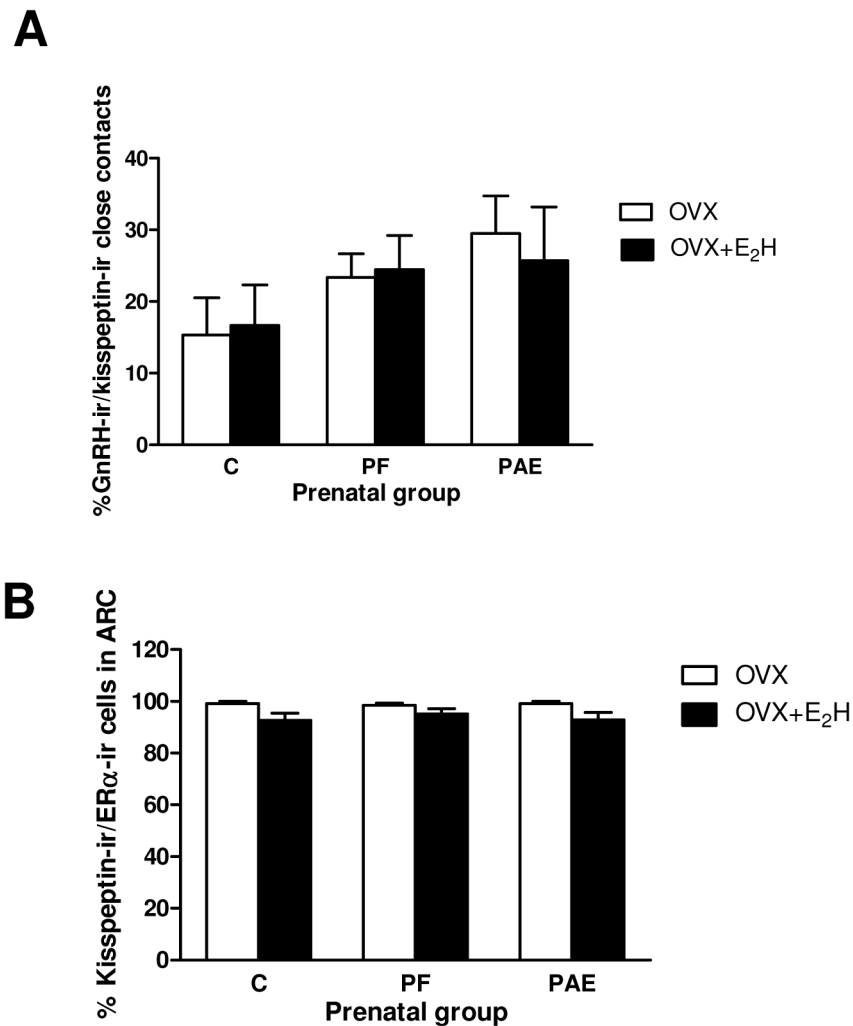 A
%GnRH-ir/kisspeptin-ir close contacts
40
30
20
10
0
C PF PAE
Prenatal group
OVX
OVX+E₂H
B
% Kisspeptin-ir/ERα-ir cells in ARC
120
100
80
60
40
20
0
C PF PAE
Prenatal group
OVX
OVX+E₂H